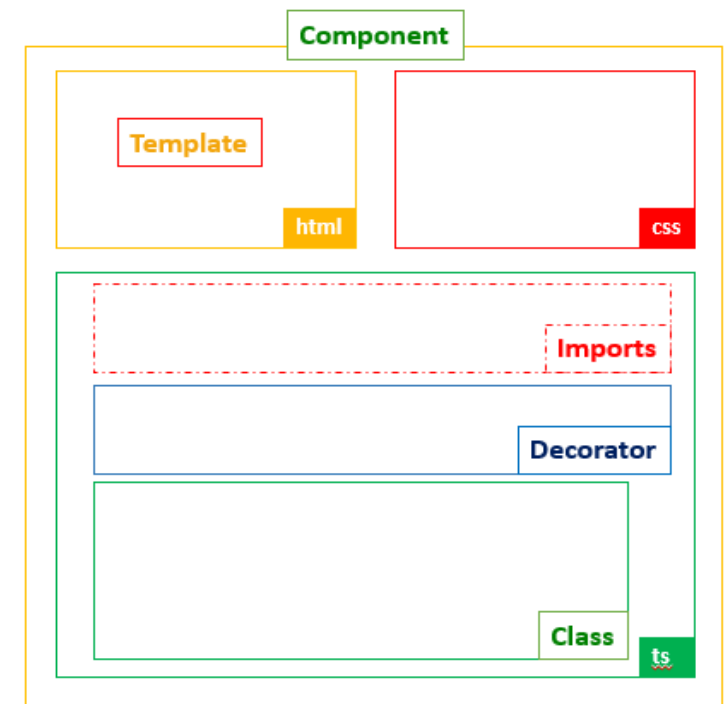 Component
Template
html
css
Imports
Decorator
Class
ts